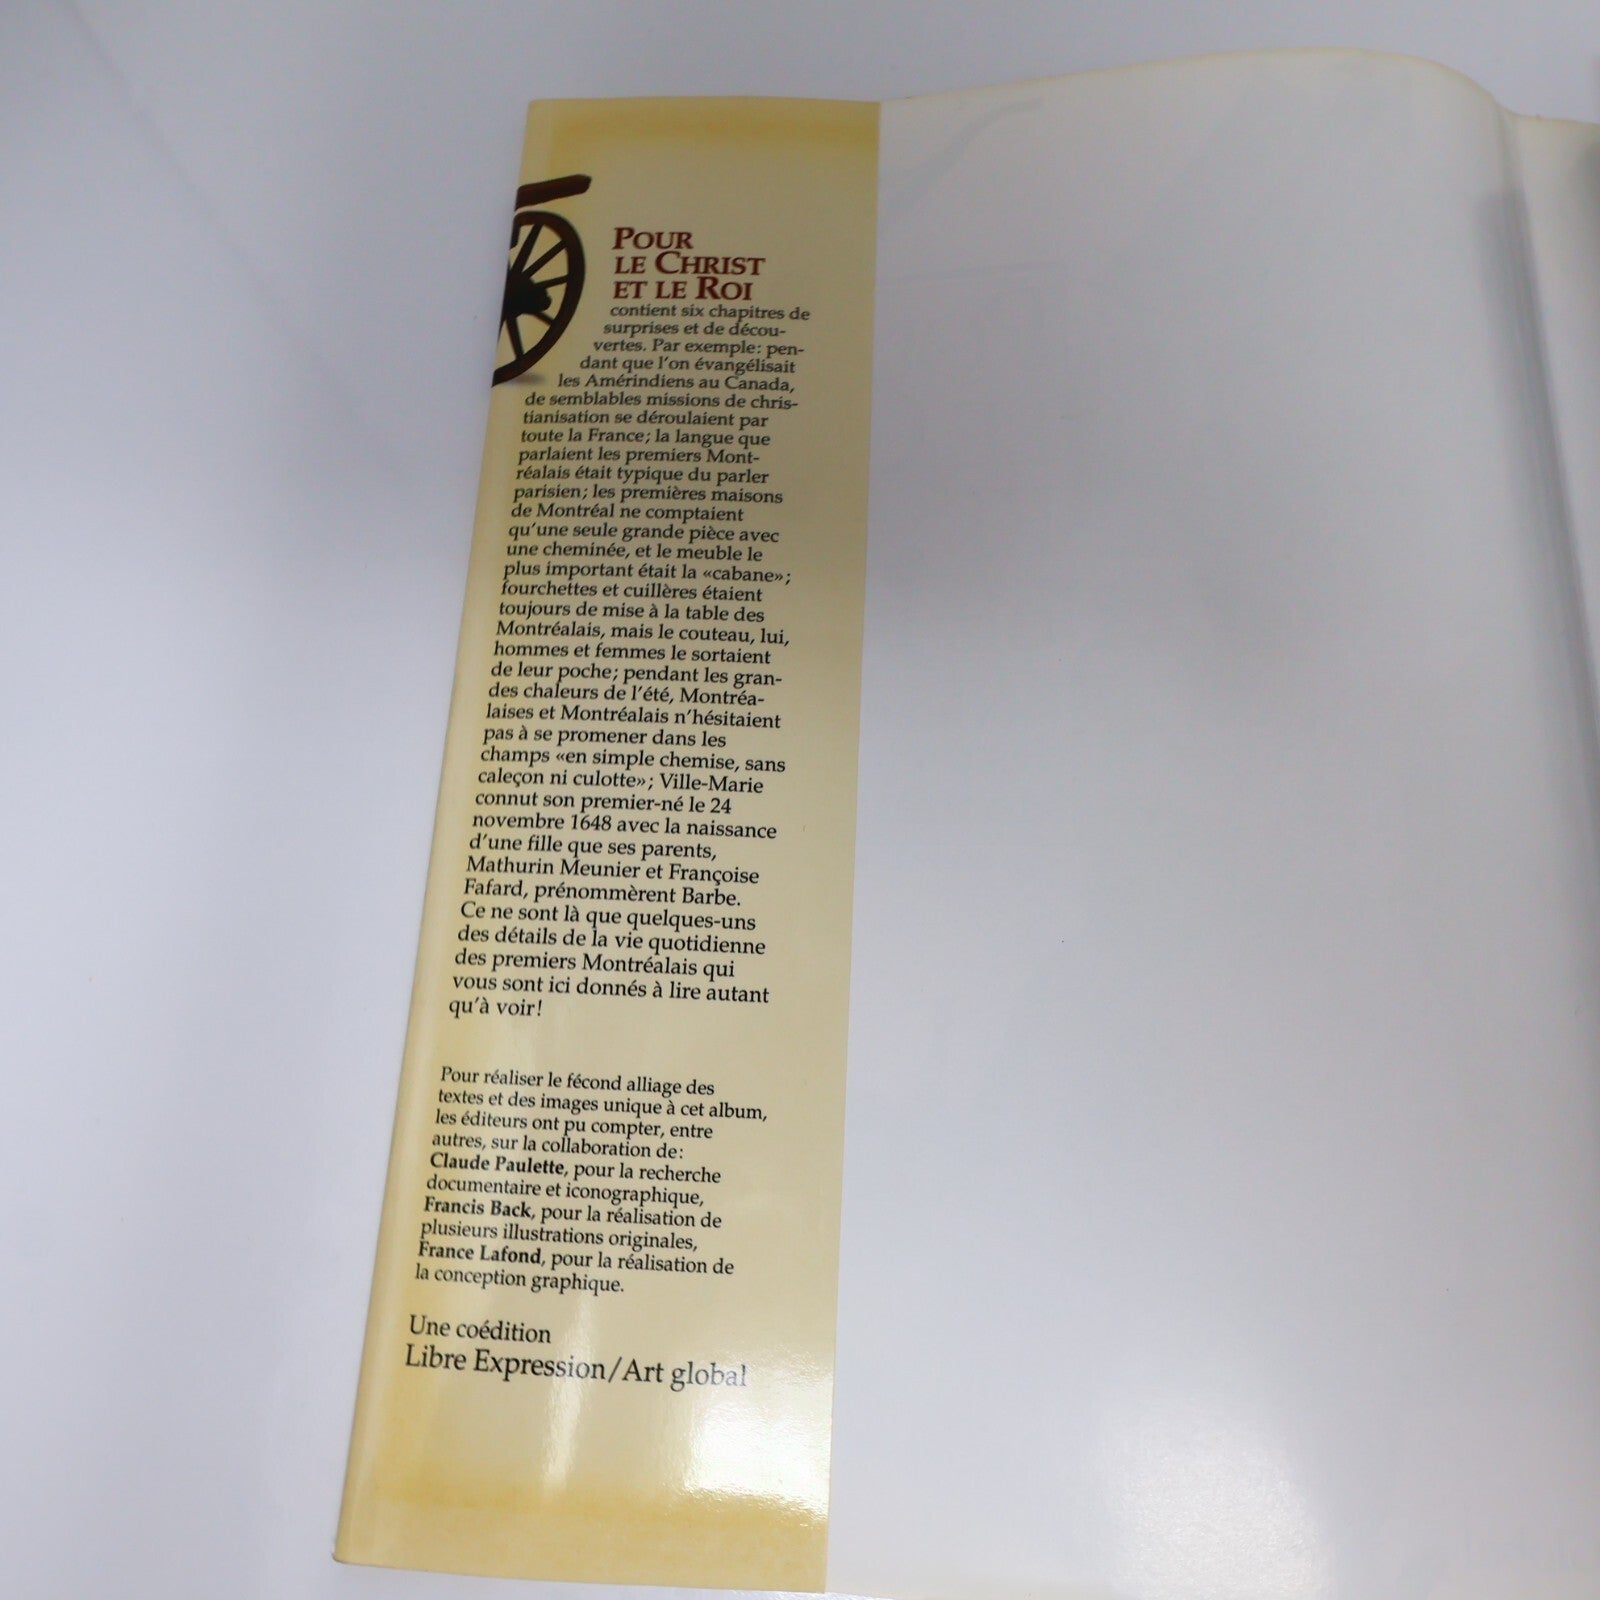 POUR
LE CHRIST
ET LE ROI
contient six chapitres de
surprises et de décou-
vertes. Par exemple: pen-
dant que l'on évangélisait
les Amérindiens au Canada,
de semblables missions de chris-
tianisation se déroulaient par
toute la France; la langue que
parlaient les premiers Mont-
réalais était typique du parler
parisien; les premières maisons
de Montréal ne comptaient
qu'une seule grande pièce avec
une cheminée, et le meuble le
plus important était la «cabane»;
fourchettes et cuillères étaient
toujours de mise à la table des
Montréalais, mais le couteau, lui,
hommes et femmes le sortaient
de leur poche; pendant les gran-
des chaleurs de l'été, Montréa-
laises et Montréalais n'hésitaient
pas à se promener dans les
champs «en simple chemise, sans
caleçon ni culotte»; Ville-Marie
connut son premier-né le 24
novembre 1648 avec la naissance
d'une fille que ses parents,
Mathurin Meunier et Françoise
Fafard, prénommèrent Barbe.
Ce ne sont là que quelques-uns
des détails de la vie quotidienne
des premiers Montréalais qui
vous sont ici donnés à lire autant
qu'à voir!
Pour réaliser le fécond alliage des
textes et des images unique à cet album,
les éditeurs ont pu compter, entre
autres, sur la collaboration de:
Claude Paulette, pour la recherche
documentaire et iconographique,
Francis Back, pour la réalisation de
plusieurs illustrations originales,
France Lafond, pour la réalisation de
la conception graphique.
Une coédition
Libre Expression/Art global